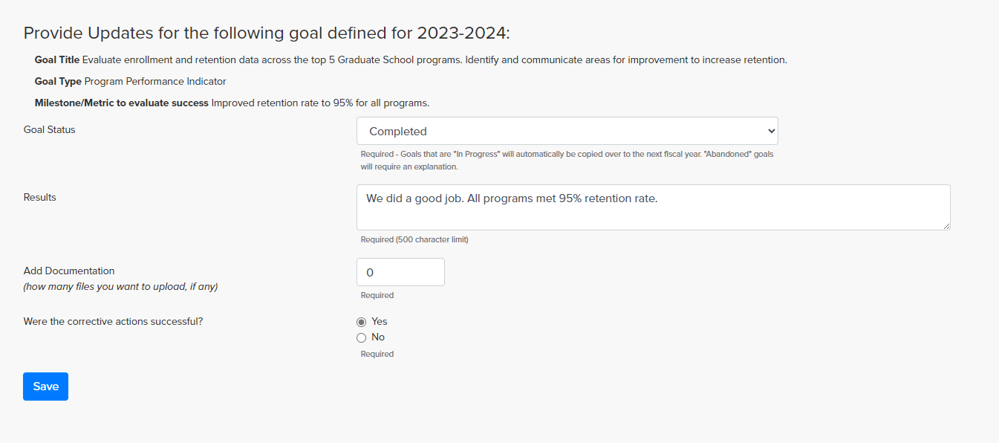 Provide Updates for the following goal defined for 2023-2024:
Goal Title Evaluate enrollment and retention data across the top 5 Graduate School programs. Identify and communicate areas for improvement to increase retention.
Goal Type Program Performance Indicator
Milestone/Metric to evaluate success Improved retention rate to 95% for all programs.
Goal Status
Completed
Required - Goals that are "In Progress" will automatically be copied over to the next fiscal year. "Abandoned" goals
will require an explanation.
Results
We did a good job. All programs met 95% retention rate.
Required (500 character limit)
Add Documentation
(how many files you want to upload, if any)
0
Required
Were the corrective actions successful?
Yes
No
Required
Save